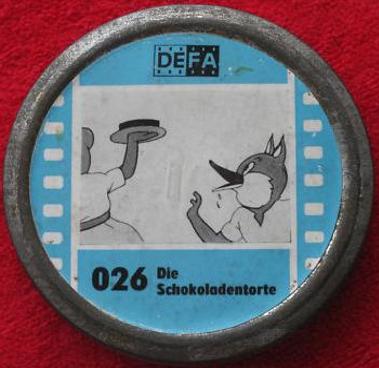 DEFA
026 Die
Schokoladentorte